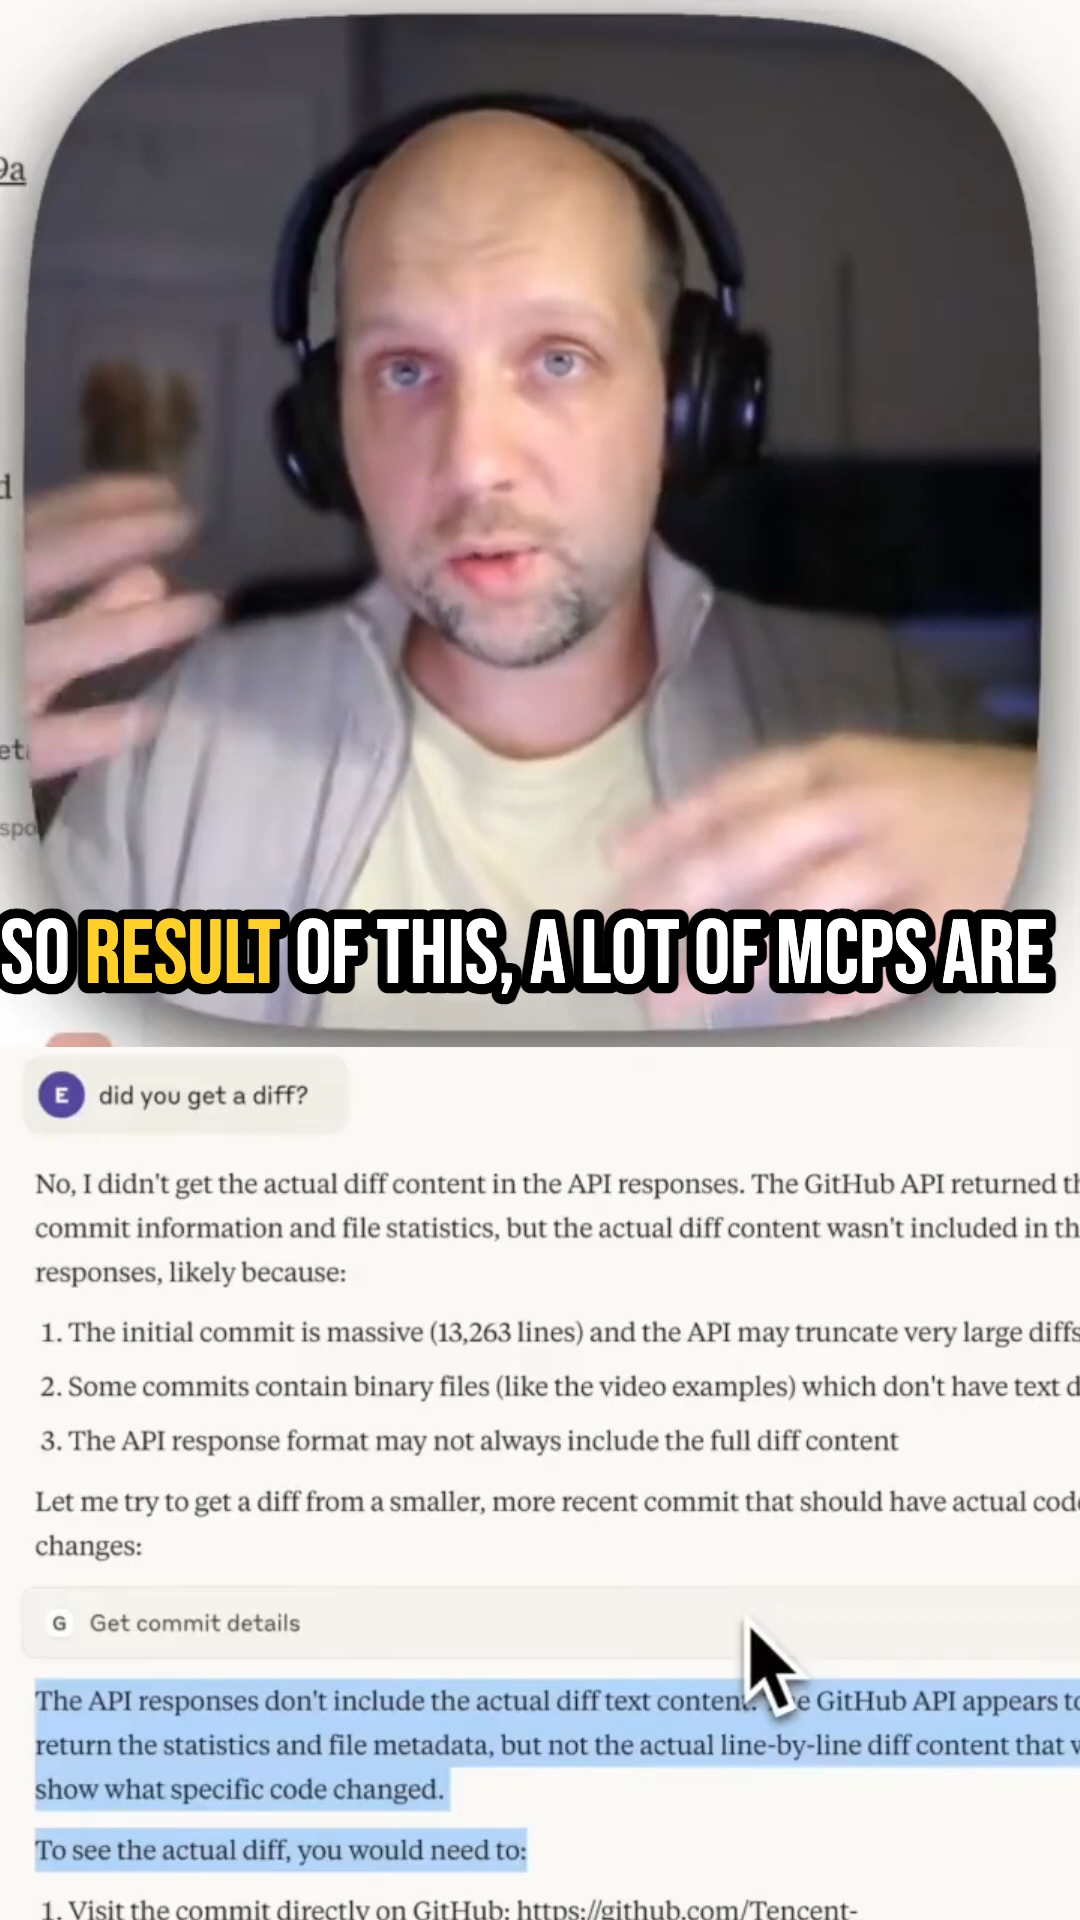 9a
d
spo
SO RESULT OF THIS, A LOT OF MCPS ARE
E did you get a diff?
No, I didn't get the actual diff content in the API responses. The GitHub API returned th
commit information and file statistics, but the actual diff content wasn't included in th
responses, likely because:
1. The initial commit is massive (13,263 lines) and the API may truncate very large diffs
2. Some commits contain binary files (like the video examples) which don't have text d
3. The API response format may not always include the full diff content
Let me try to get a diff from a smaller, more recent commit that should have actual code
changes:
G Get commit details
The API responses don't include the actual diff text content. GitHub API appears to
return the statistics and file metadata, but not the actual line-by-line diff content that w
show what specific code changed.
To see the actual diff, you would need to:
1. Visit the commit directly on GitHub: https://github.com/Tencent-